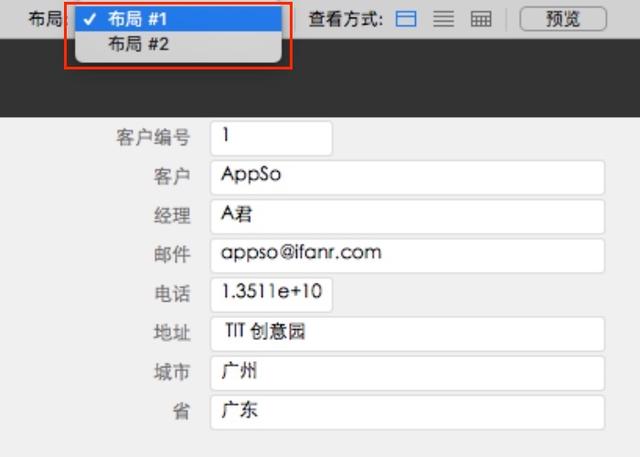 布局: ✓ 布局 #1 查看方式: 预览
布局 #2
客户编号 1
客户 AppSo
经理 A君
邮件 appso@ifanr.com
电话 1.3511e+10
地址 TIT 创意园
城市 广州
省 广东